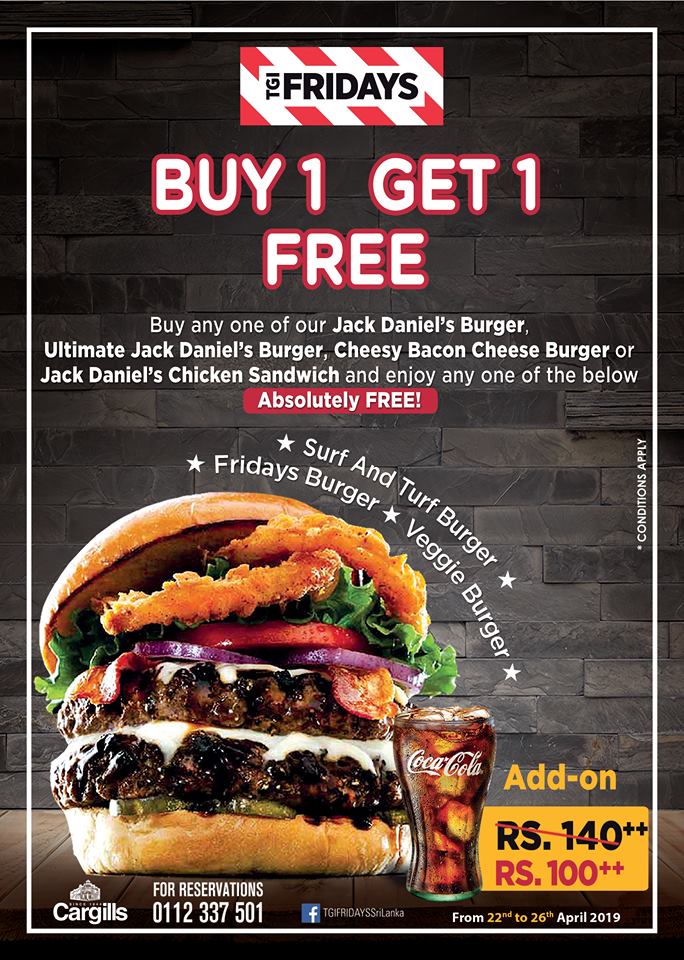 TGI FRIDAYS
BUY 1 GET 1
FREE
Buy any one of our Jack Daniel's Burger,
Ultimate Jack Daniel's Burger, Cheesy Bacon Cheese Burger or
Jack Daniel's Chicken Sandwich and enjoy any one of the below
Absolutely FREE!
★ Surf And Turf Burger ★
★ Fridays Burger ★ Veggie Burger ★
* CONDITIONS APPLY
Coca-Cola
Add-on
RS. 140++
RS. 100++
SINCE 1844
Cargills
FOR RESERVATIONS
0112 337 501
f TGIFRIDAYSSriLanka
From 22nd to 26th April 2019